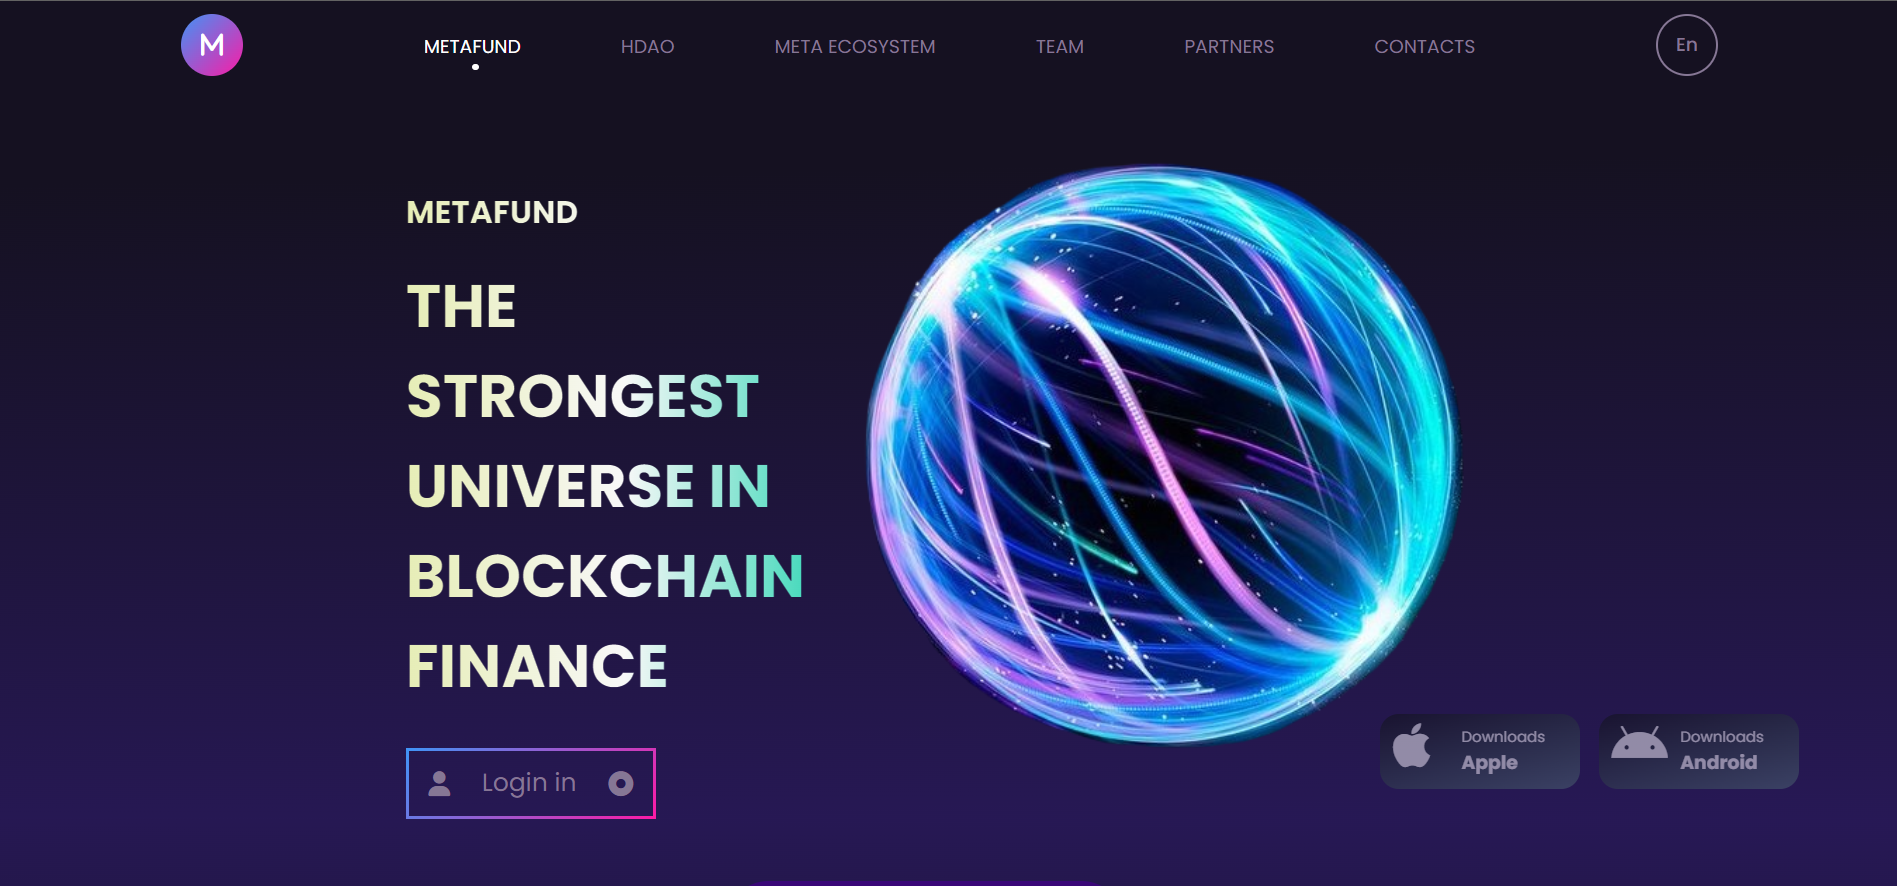 M
METAFUND
HDAO
META ECOSYSTEM
TEAM
PARTNERS
CONTACTS
En
METAFUND
THE
STRONGEST
UNIVERSE IN
BLOCKCHAIN
FINANCE
Login in
Downloads
Apple
Downloads
Android